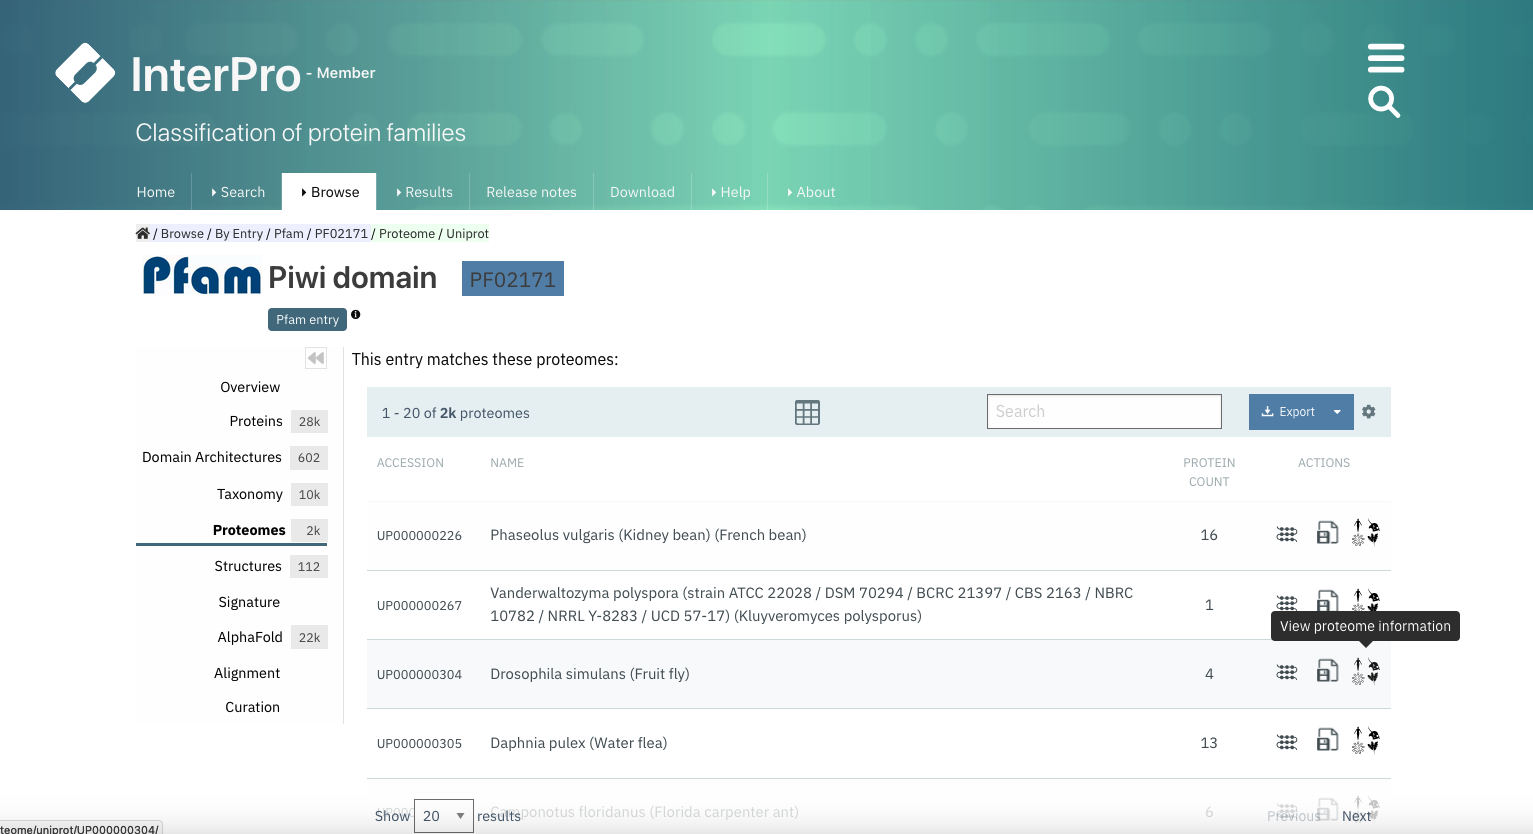 InterPro - Member
Classification of protein families
Home Search Browse Results Release notes Download Help About
/ Browse / By Entry / Pfam / PF02171 / Proteome / Uniprot
Pfam Piwi domain PF02171
Pfam entry
This entry matches these proteomes:
Overview
Proteins 28k
Domain Architectures 602
Taxonomy 10k
Proteomes 2k
Structures 112
Signature
AlphaFold 22k
Alignment
Curation
1 - 20 of 2k proteomes Search Export
ACCESSION NAME PROTEIN COUNT ACTIONS
UP000000226 Phaseolus vulgaris (Kidney bean) (French bean) 16
UP000000267 Vanderwaltozyma polyspora (strain ATCC 22028 / DSM 70294 / BCRC 21397 / CBS 2163 / NBRC
10782 / NRRL Y-8283 / UCD 57-17) (Kluyveromyces polysporus) 1
View proteome information
UP000000304 Drosophila simulans (Fruit fly) 4
UP000000305 Daphnia pulex (Water flea) 13
Camponotus floridanus (Florida carpenter ant) 6
Show 20 results Previous Next
teome/uniprot/UP000000304/